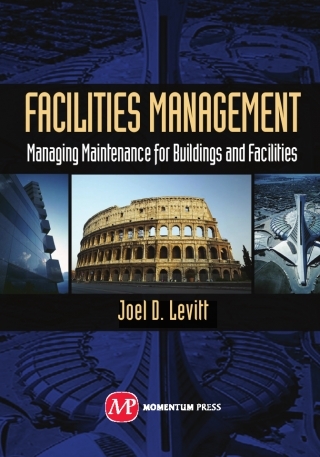 FACILITIES MANAGEMENT
Managing Maintenance for Buildings and Facilities
Joel D. Levitt
MP MOMENTUM PRESS